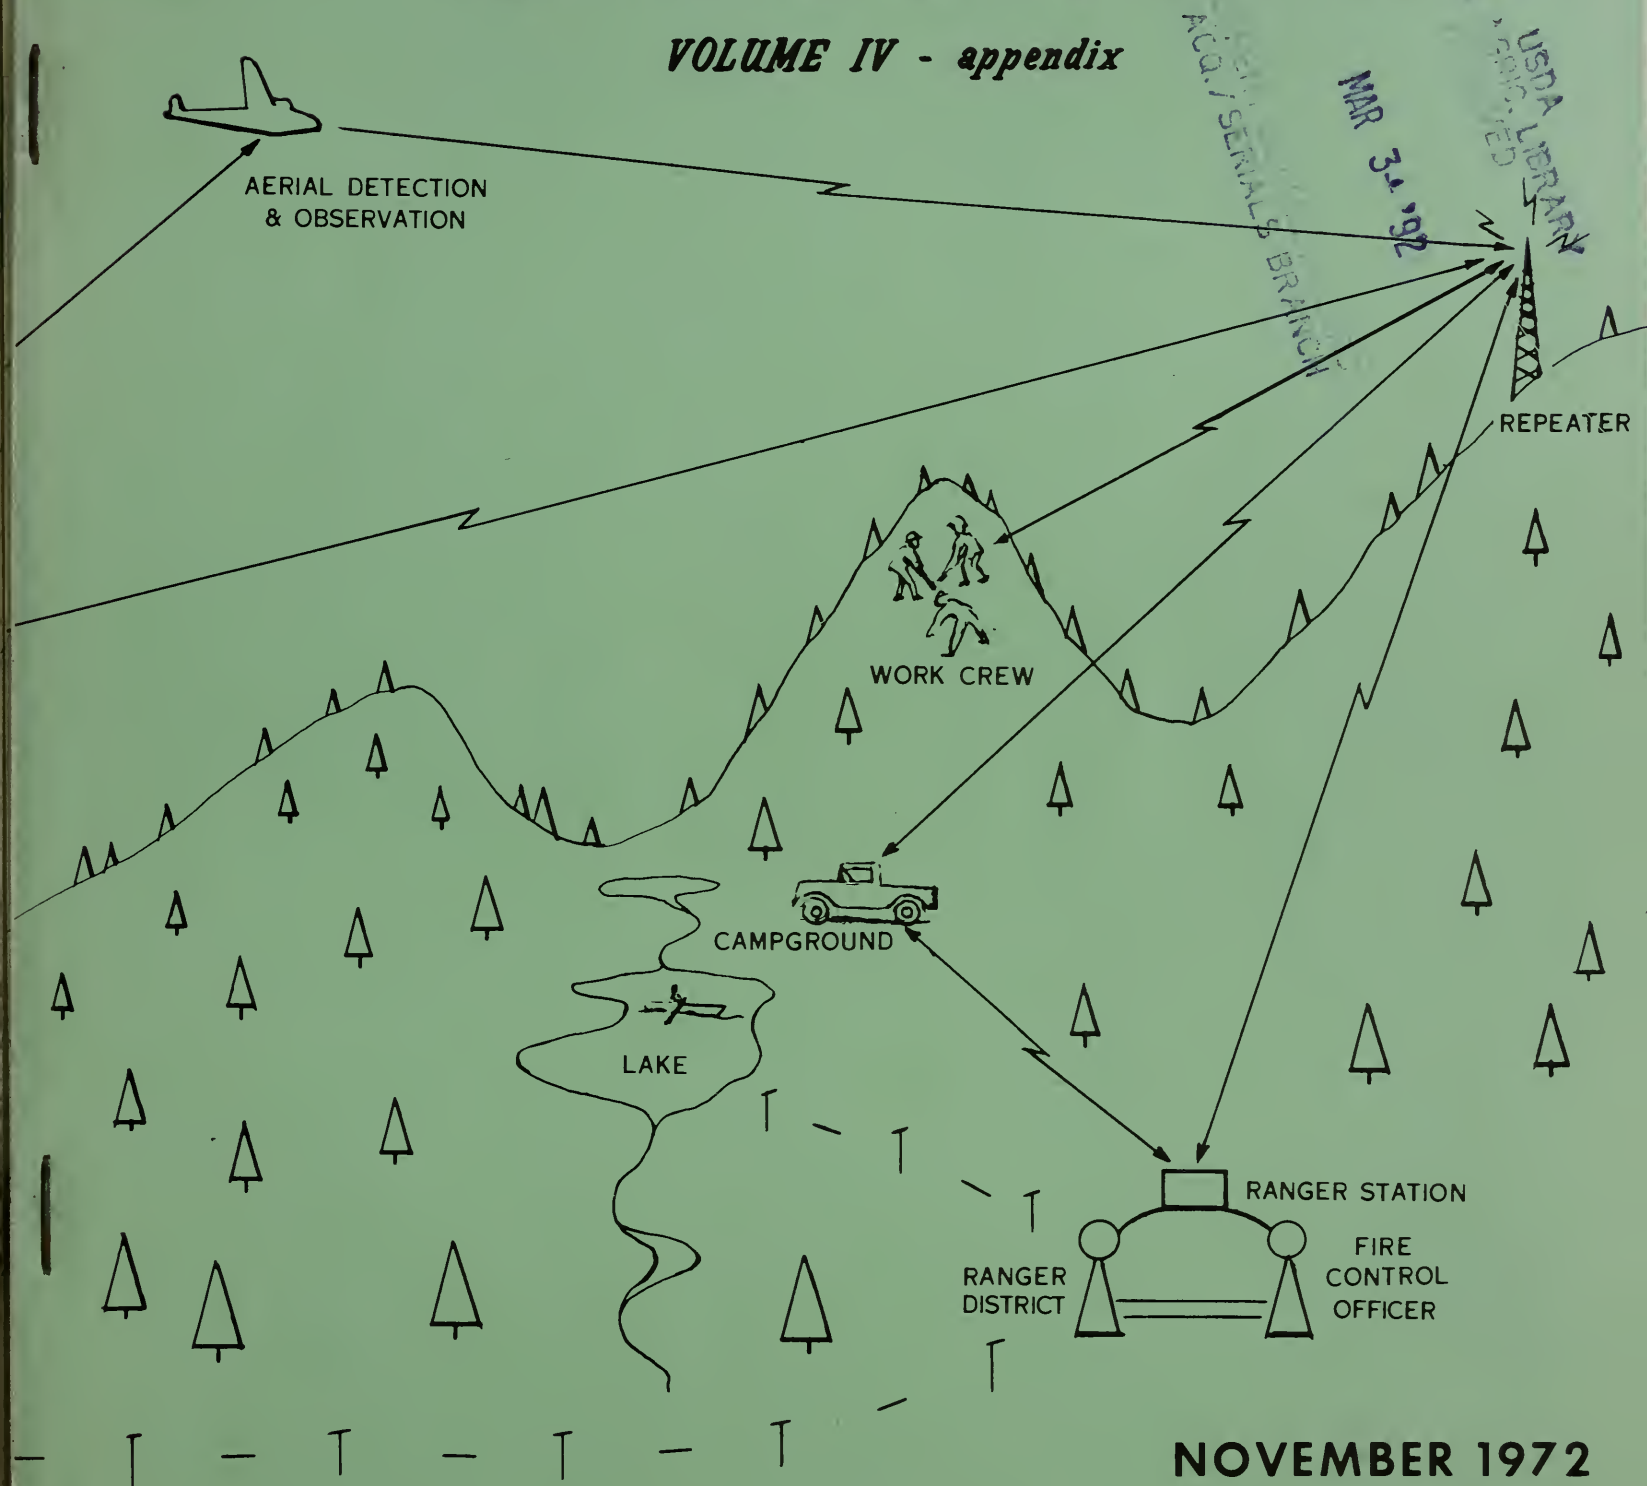 VOLUME IV - appendix
USDA
LIBRARY
MAR '92
ACQ./SERIALS BRANCH
AERIAL DETECTION
& OBSERVATION
REPEATER
WORK CREW
CAMPGROUND
LAKE
RANGER STATION
RANGER
DISTRICT
FIRE
CONTROL
OFFICER
NOVEMBER 1972